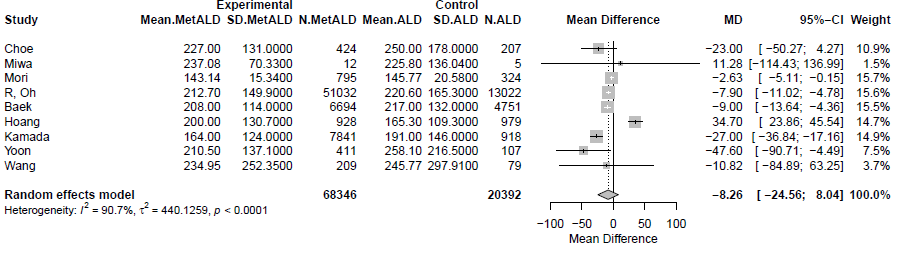 Experimental Control
Study Mean.MetALD SD.MetALD N.MetALD Mean.ALD SD.ALD N.ALD Mean Difference MD 95%−CI Weight
Choe 227.00 131.0000 424 250.00 178.0000 207 −23.00 [ −50.27; 4.27] 10.9%
Miwa 237.08 70.3300 12 225.80 136.0400 5 11.28 [−114.43; 136.99] 1.5%
Mori 143.14 15.3400 795 145.77 20.5800 324 −2.63 [ −5.11; −0.15] 15.7%
R, Oh 212.70 149.9000 51032 220.60 165.3000 13022 −7.90 [ −11.02; −4.78] 15.6%
Baek 208.00 114.0000 6694 217.00 132.0000 4751 −9.00 [ −13.64; −4.36] 15.5%
Hoang 200.00 130.7000 928 165.30 109.3000 979 34.70 [ 23.86; 45.54] 14.7%
Kamada 164.00 124.0000 7841 191.00 146.0000 918 −27.00 [ −36.84; −17.16] 14.9%
Yoon 210.50 137.1000 411 258.10 216.5000 107 −47.60 [ −90.71; −4.49] 7.5%
Wang 234.95 252.3500 209 245.77 297.9100 79 −10.82 [ −84.89; 63.25] 3.7%
Random effects model 68346 20392 −8.26 [ −24.56; 8.04] 100.0%
Heterogeneity: I² = 90.7%, τ² = 440.1259, p < 0.0001
−100 −50 0 50 100
Mean Difference